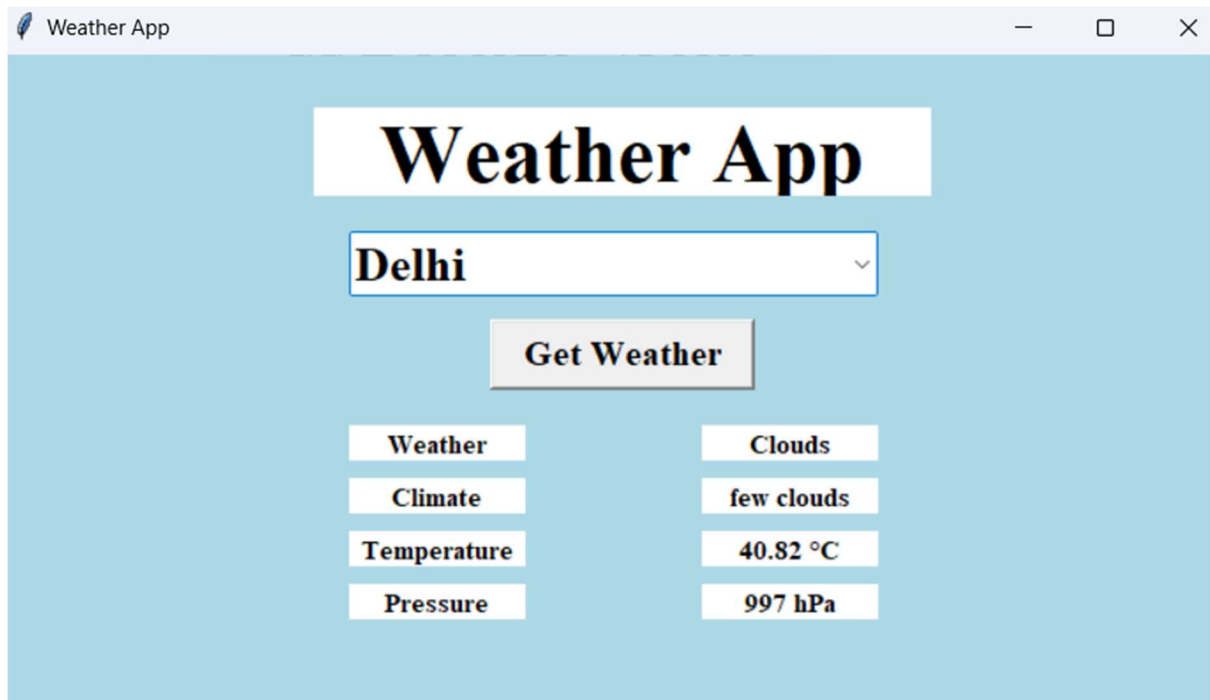 Weather App
Weather App
Delhi
Get Weather
Weather Clouds
Climate few clouds
Temperature 40.82 °C
Pressure 997 hPa